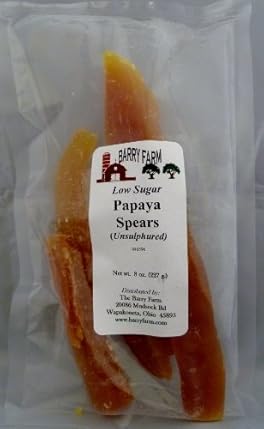 BARRY FARM
Low Sugar
Papaya
Spears
(Unsulphured)
Net wt. 8 oz. (227 g.)
Distributed by:
The Barry Farm
20086 Mudsock Rd
Wapakoneta, Ohio 45895
www.barryfarm.com